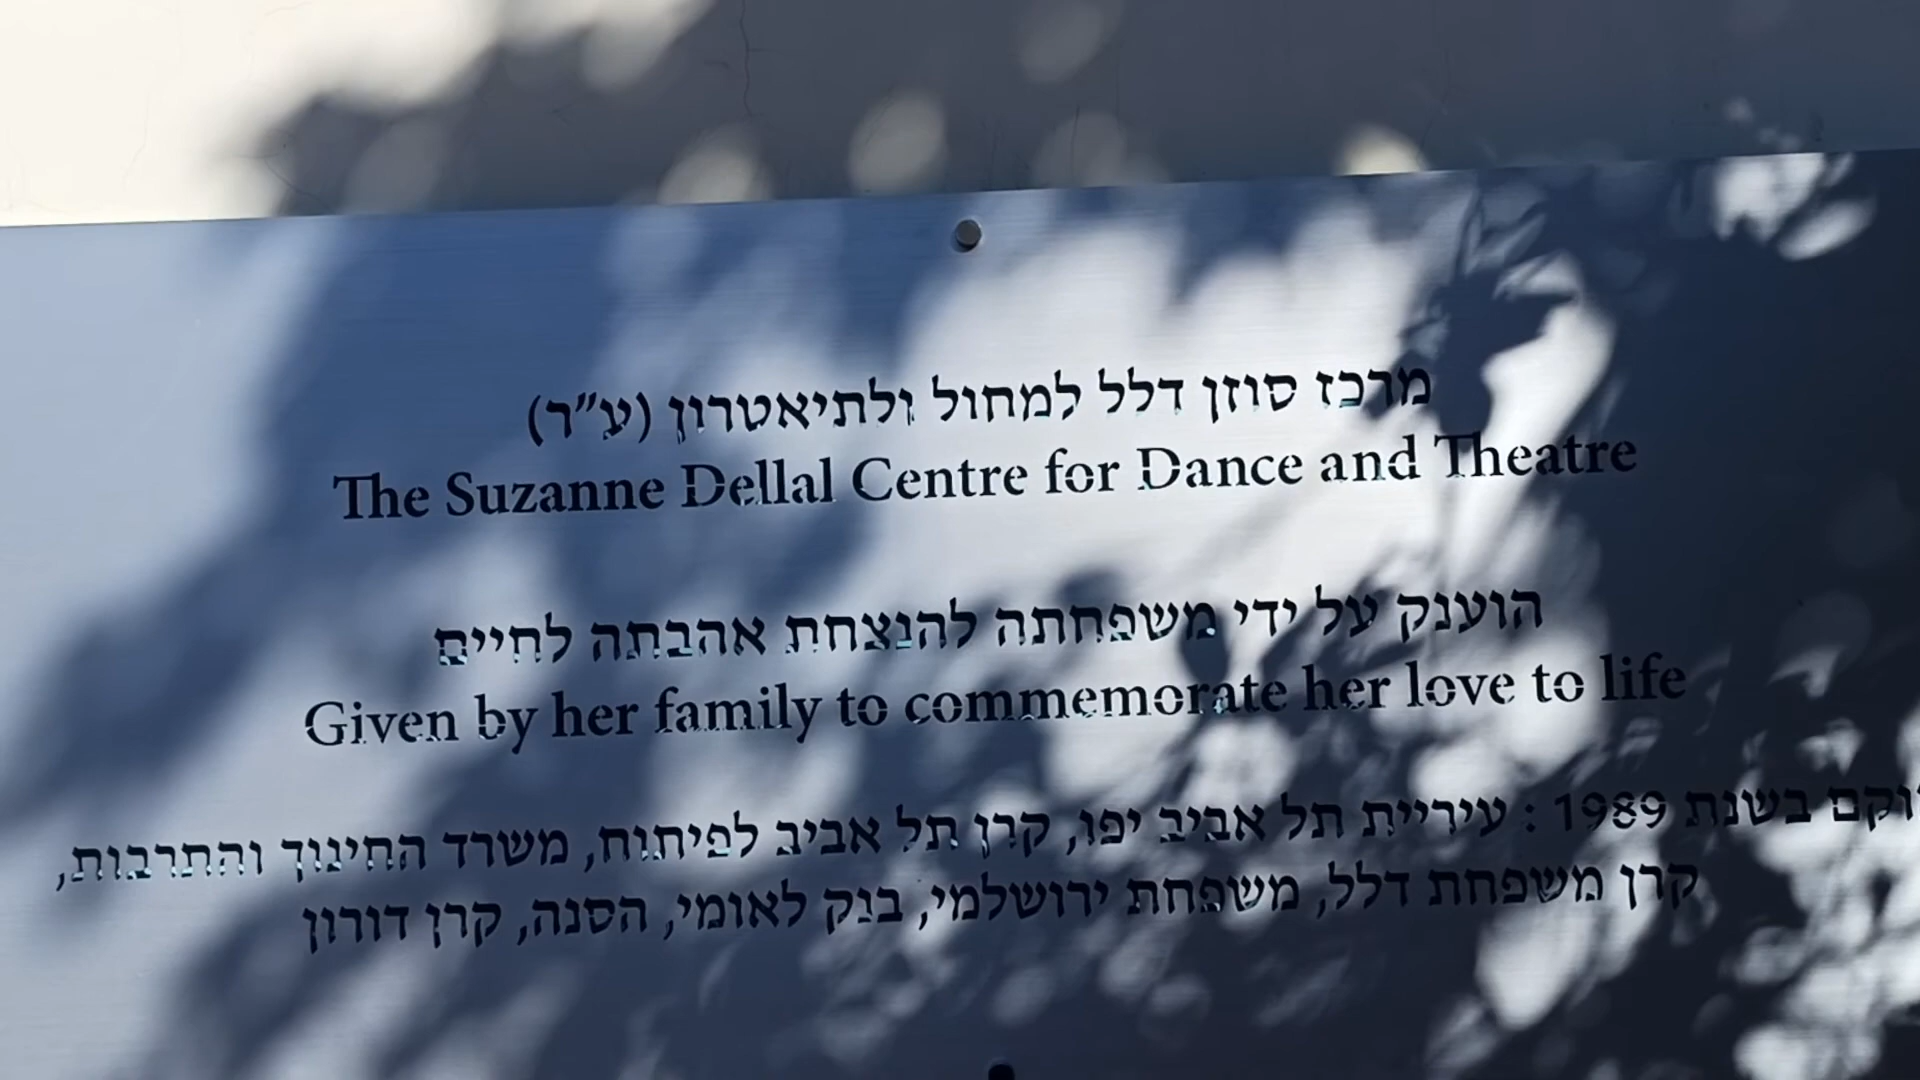 מרכז סוזן דלל למחול ולתיאטרון (ע"ר)
The Suzanne Dellal Centre for Dance and Theatre
הוענק על ידי משפחתה להנצחת אהבתה לחיים
Given by her family to commemorate her love to life
בשנת 1989 : עיריית תל אביב יפו, קרן תל אביב לפיתוח, משרד החינוך והתרבות,
קרן משפחת דלל, משפחת ירושלמי, בנק לאומי, הסנה, קרן דורון